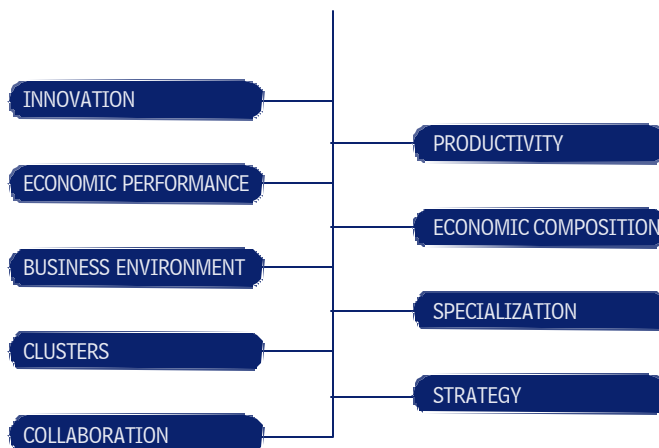 INNOVATION
PRODUCTIVITY
ECONOMIC PERFORMANCE
ECONOMIC COMPOSITION
BUSINESS ENVIRONMENT
SPECIALIZATION
CLUSTERS
STRATEGY
COLLABORATION